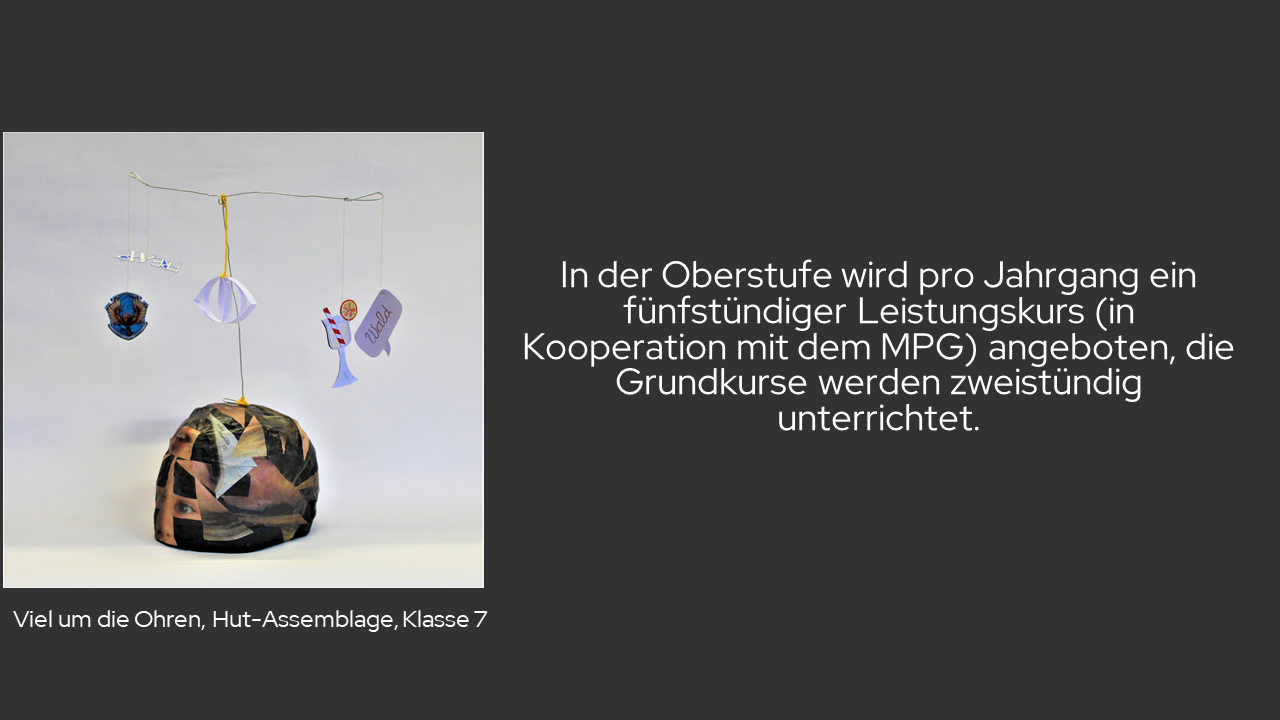 In der Oberstufe wird pro Jahrgang ein
fünfstündiger Leistungskurs (in
Kooperation mit dem MPG) angeboten, die
Grundkurse werden zweistündig
unterrichtet.
Wald
Viel um die Ohren, Hut-Assemblage, Klasse 7